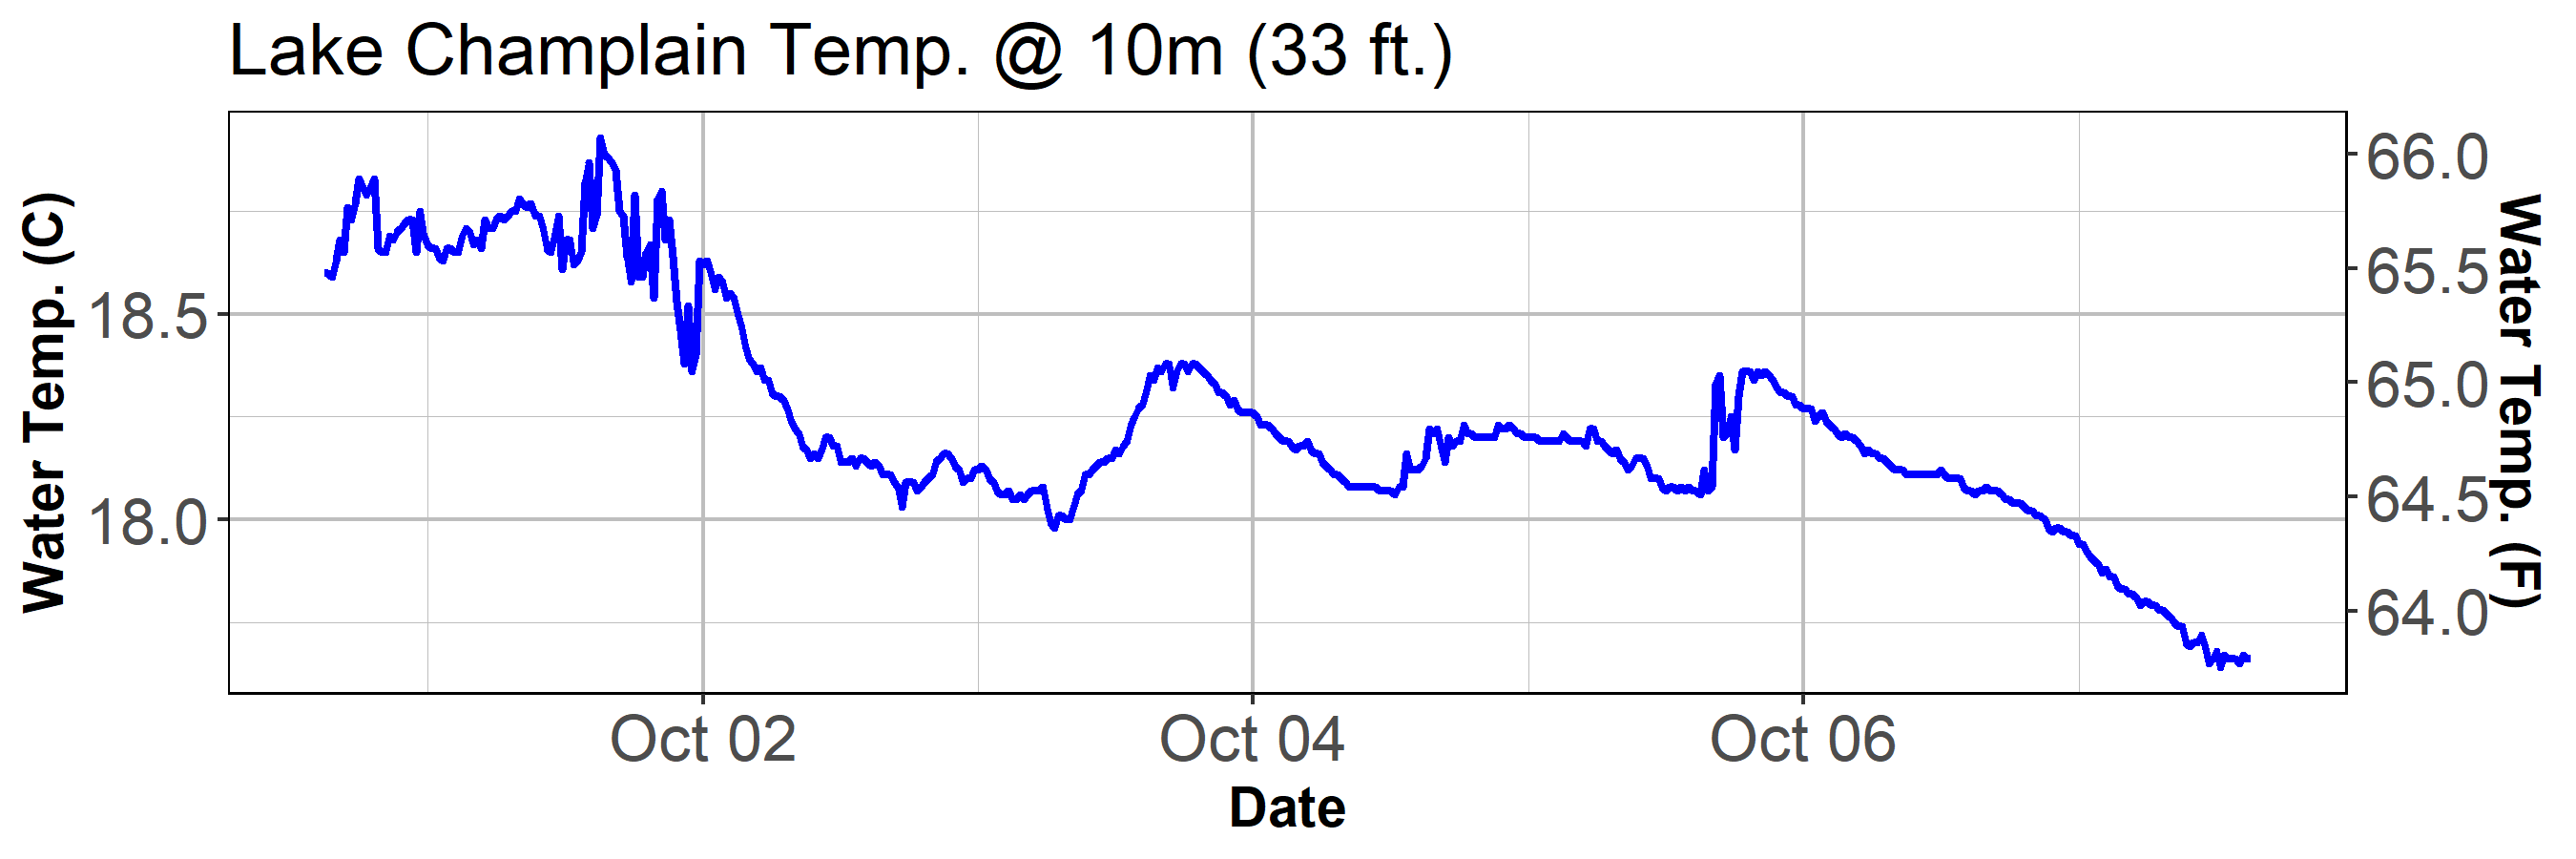 Lake Champlain Temp. @ 10m (33 ft.)
Water Temp. (C)
18.5
18.0
66.0
65.5
65.0
64.5
64.0
Water Temp. (F)
Oct 02
Oct 04
Oct 06
Date